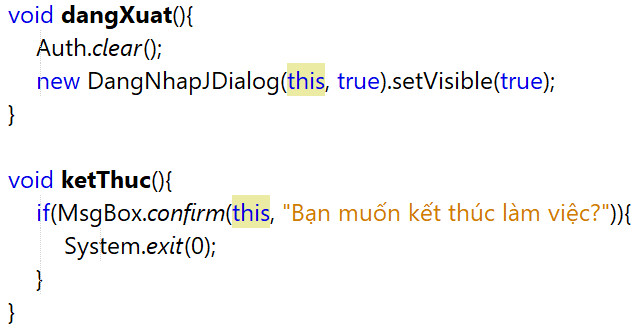 void dangXuat(){
Auth.clear();
new DangNhapJDialog(this, true).setVisible(true);
}
void ketThuc(){
if(MsgBox.confirm(this, "Bạn muốn kết thúc làm việc?")){
System.exit(0);
}
}